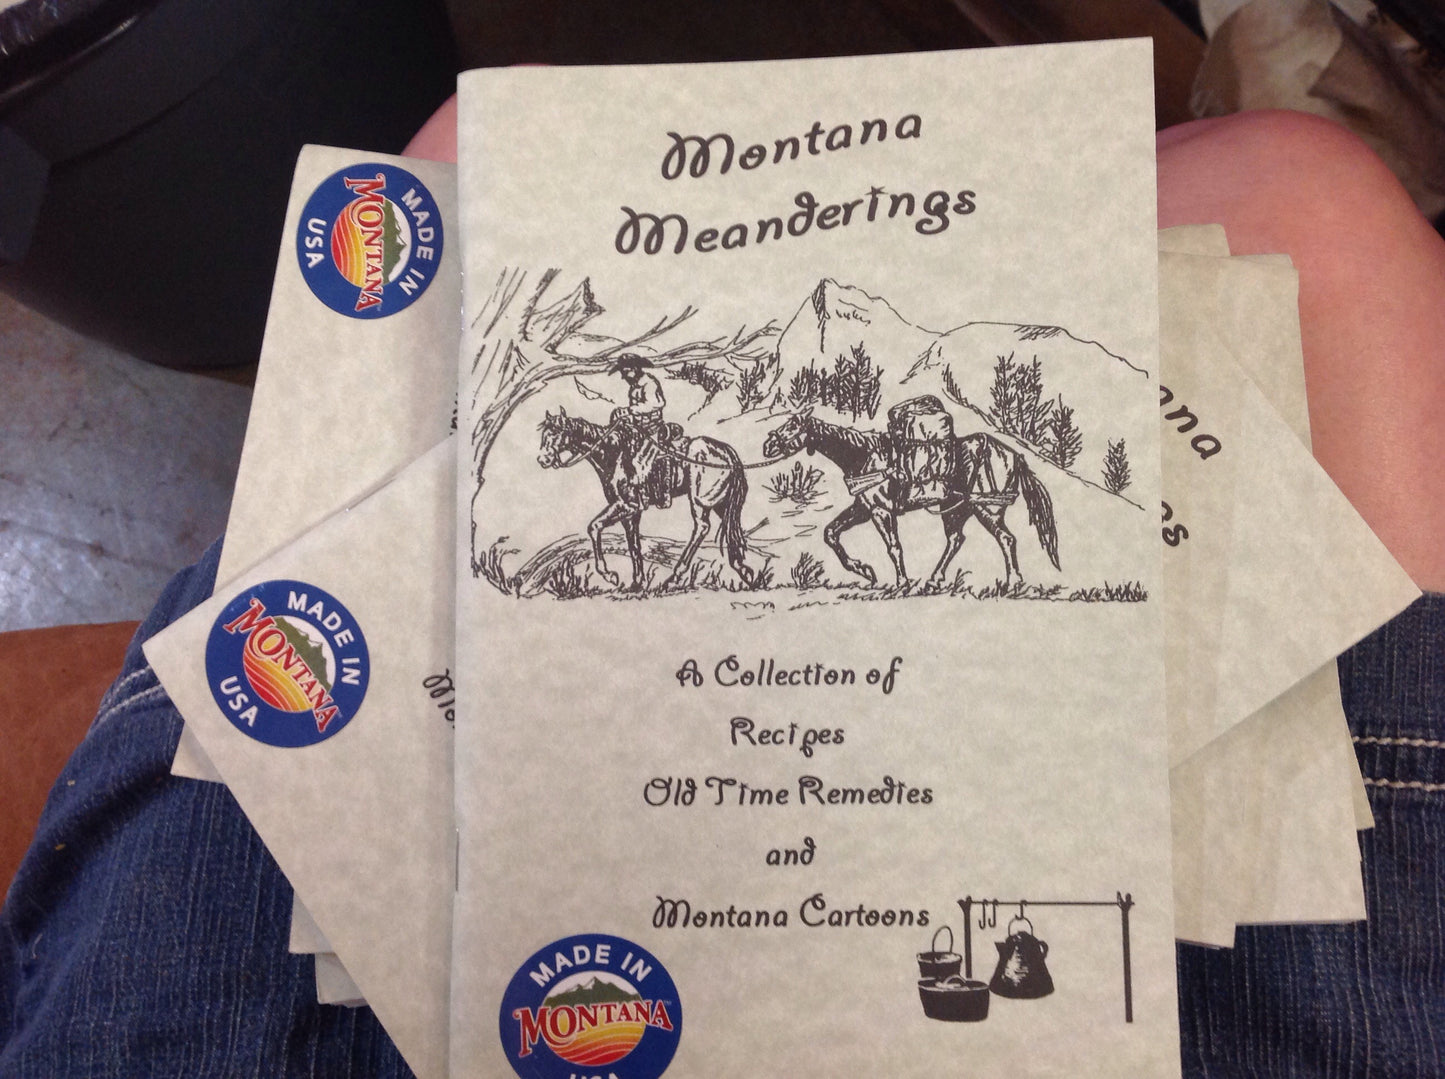 Montana
Meanderings
A Collection of
Recipes
Old Time Remedies
and
Montana Cartoons
MADE IN
MONTANA
USA
MADE IN
MONTANA
USA
MADE IN
MONTANA
USA